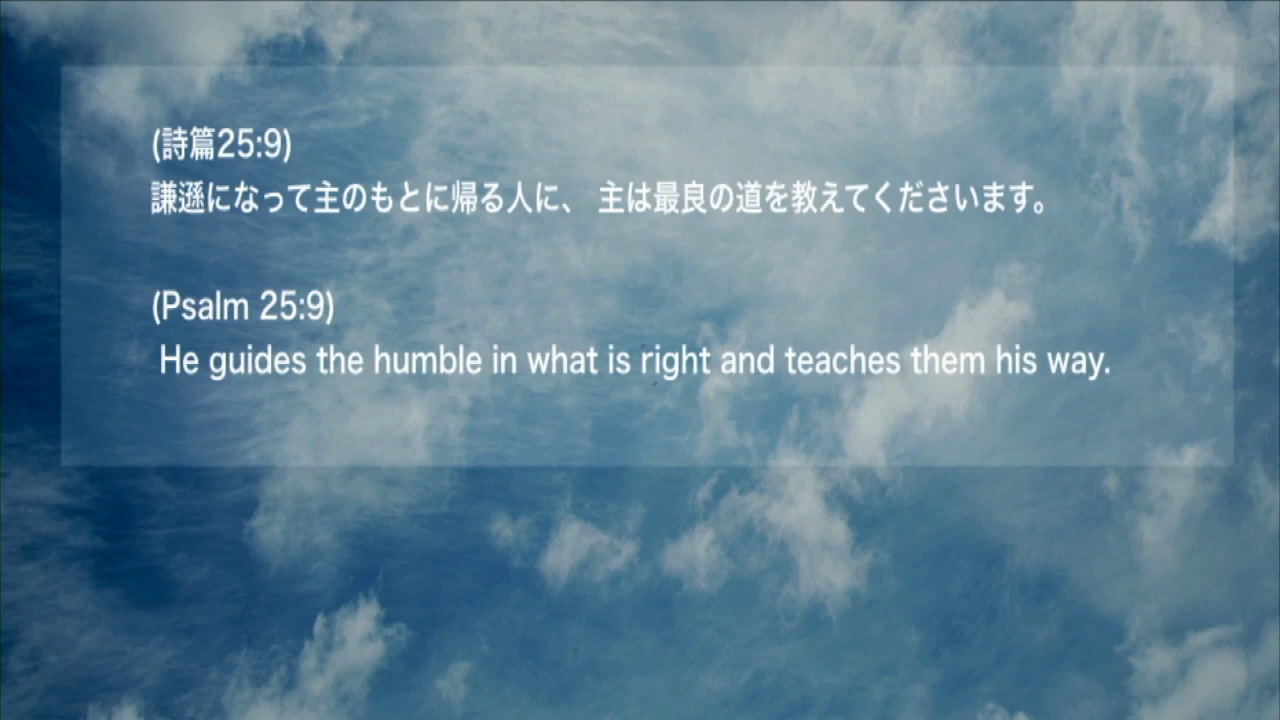 (詩篇25:9)
謙遜になって主のもとに帰る人に、 主は最良の道を教えてくださいます。
(Psalm 25:9)
He guides the humble in what is right and teaches them his way.